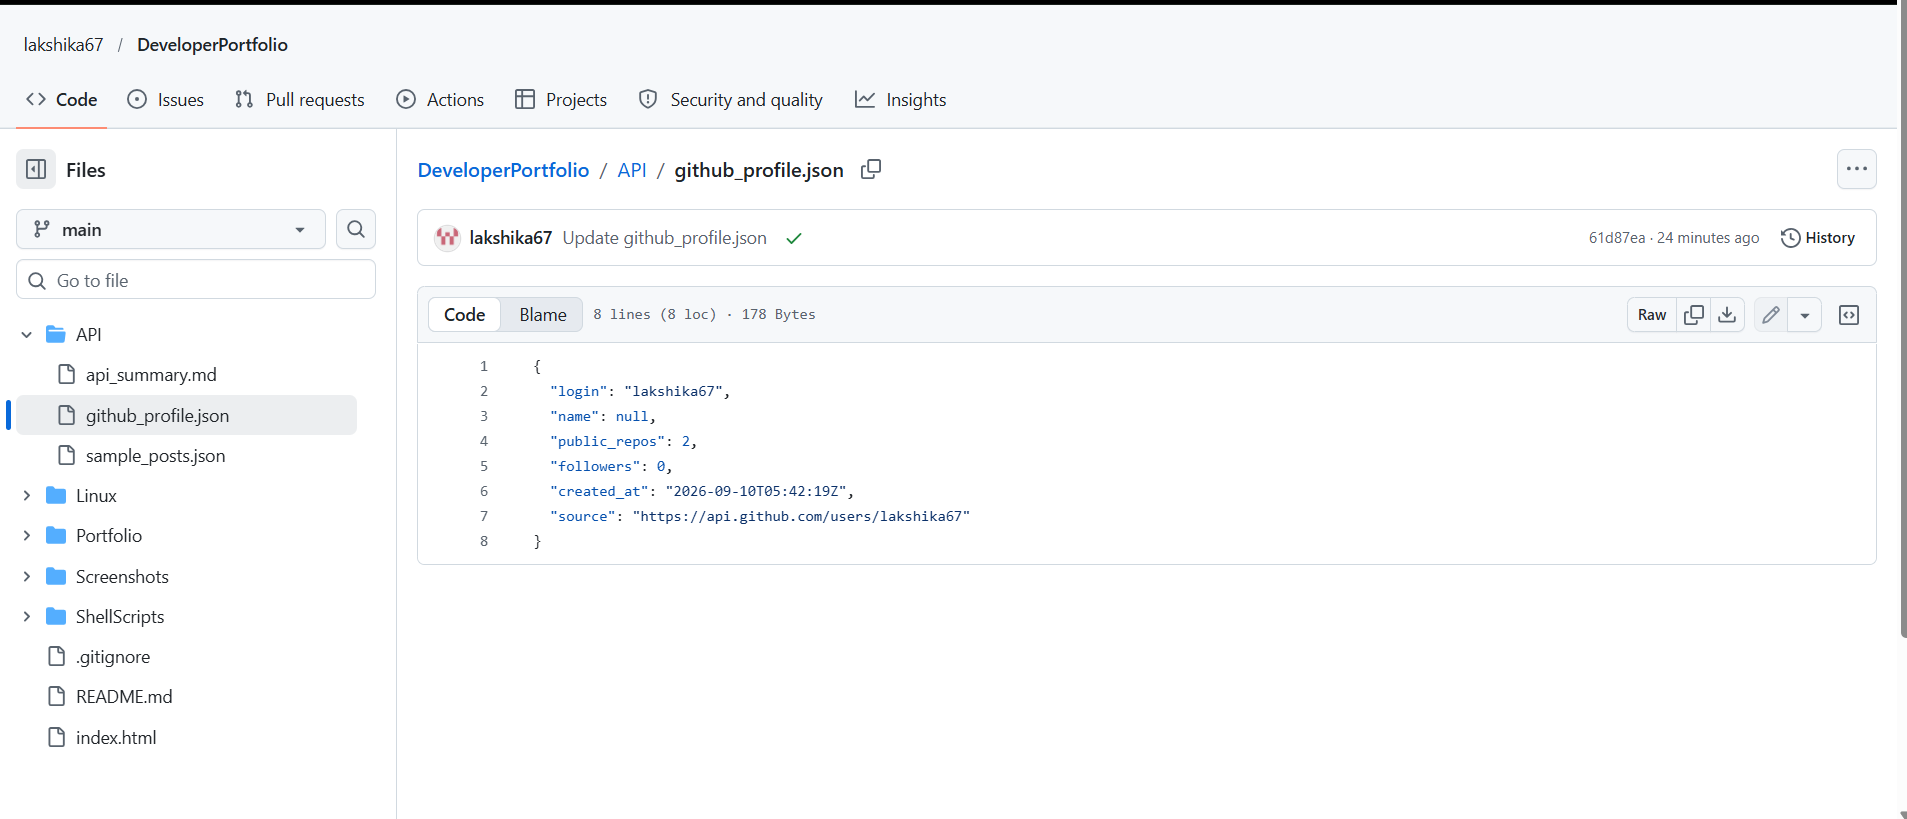 lakshika67 / DeveloperPortfolio
Code Issues Pull requests Actions Projects Security and quality Insights
Files
main
Go to file
API
api_summary.md
github_profile.json
sample_posts.json
Linux
Portfolio
Screenshots
ShellScripts
.gitignore
README.md
index.html
DeveloperPortfolio / API / github_profile.json
lakshika67 Update github_profile.json 61d87ea · 24 minutes ago History
Code Blame 8 lines (8 loc) · 178 Bytes Raw
1 {
2 "login": "lakshika67",
3 "name": null,
4 "public_repos": 2,
5 "followers": 0,
6 "created_at": "2026-09-10T05:42:19Z",
7 "source": "https://api.github.com/users/lakshika67"
8 }